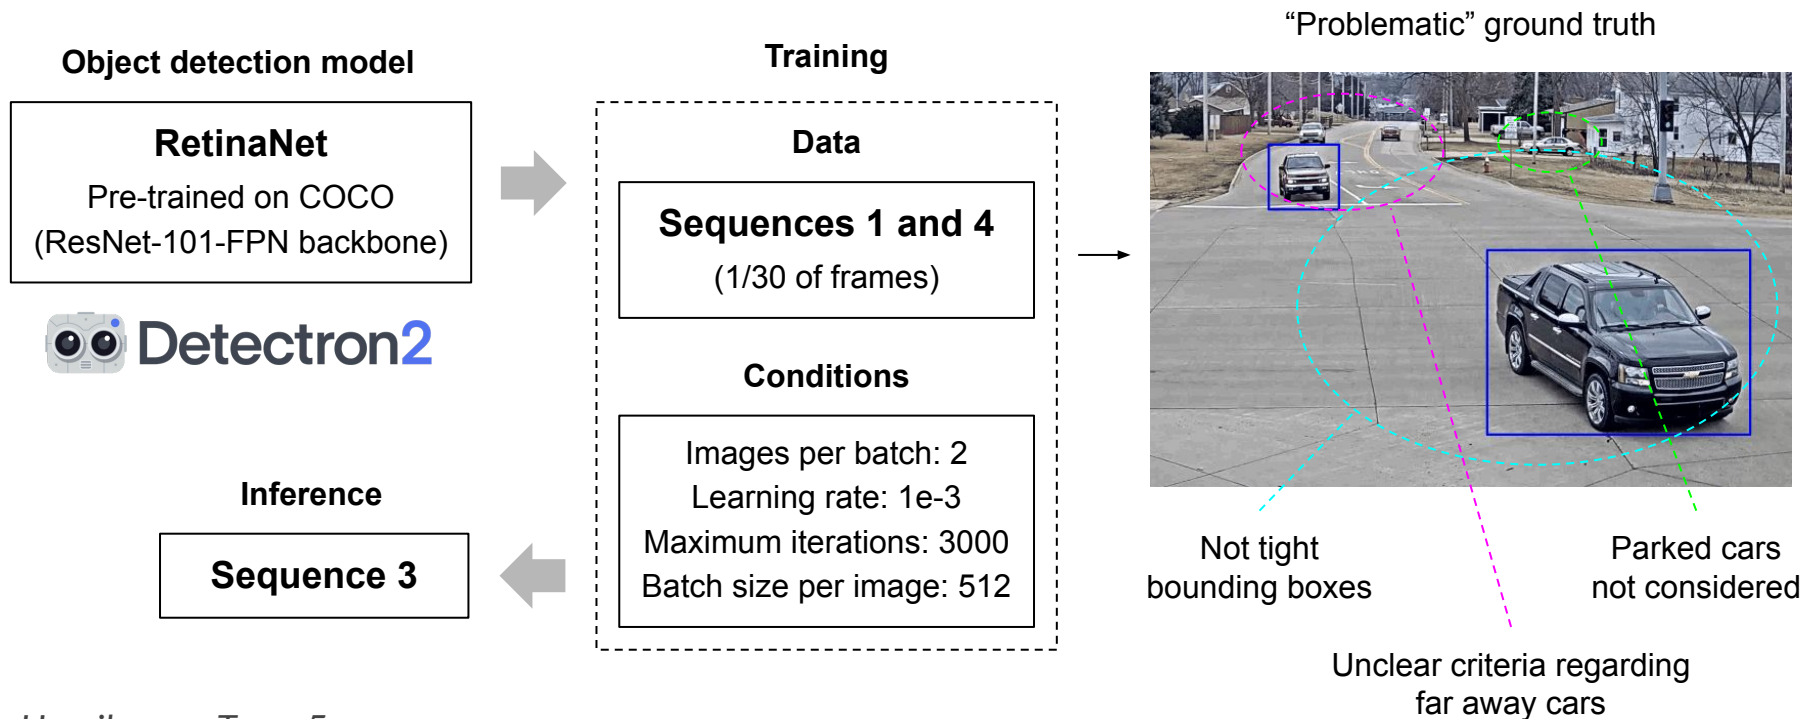 Object detection model
RetinaNet
Pre-trained on COCO
(ResNet-101-FPN backbone)
Detectron2
Training
Data
Sequences 1 and 4
(1/30 of frames)
Conditions
Images per batch: 2
Learning rate: 1e-3
Maximum iterations: 3000
Batch size per image: 512
Inference
Sequence 3
“Problematic” ground truth
Not tight
bounding boxes
Parked cars
not considered
Unclear criteria regarding
far away cars